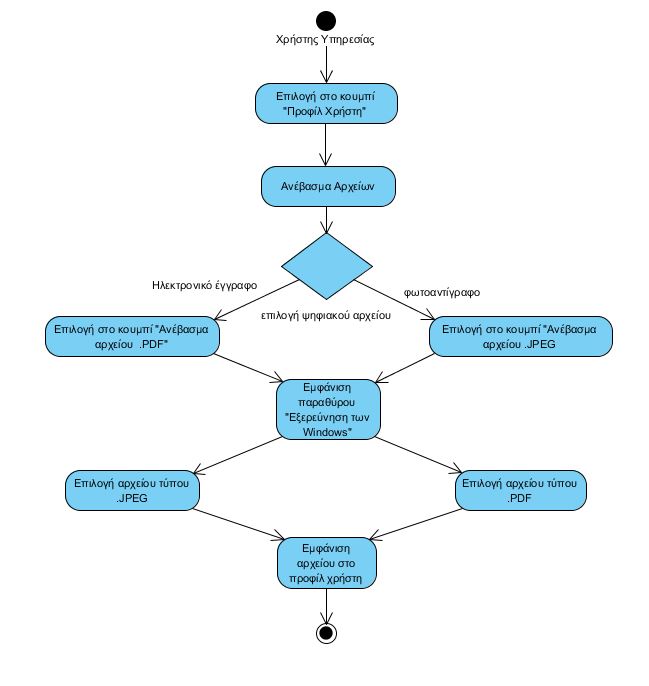 Χρήστης Υπηρεσίας
Επιλογή στο κουμπί
"Προφίλ Χρήστη"
Ανέβασμα Αρχείων
Ηλεκτρονικό έγγραφο
φωτοαντίγραφο
επιλογή ψηφιακού αρχείου
Επιλογή στο κουμπί "Ανέβασμα
αρχείου .PDF"
Επιλογή στο κουμπί "Ανέβασμα
αρχείου .JPEG
Εμφάνιση
παραθύρου
"Εξερεύνηση των
Windows"
Επιλογή αρχείου τύπου
.JPEG
Επιλογή αρχείου τύπου
.PDF
Εμφάνιση
αρχείου στο
προφίλ χρήστη